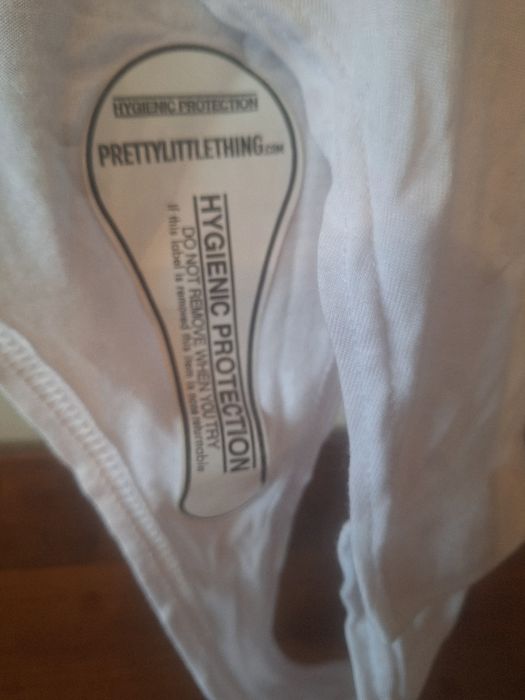 HYGIENIC PROTECTION
PRETTYLITTLETHING.COM
HYGIENIC PROTECTION
DO NOT REMOVE WHEN YOU TRY
If this label is removed this item is none returnable